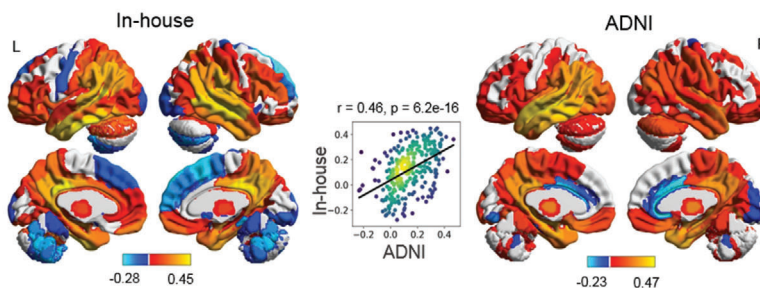 In-house
ADNI
L
r = 0.46, p = 6.2e-16
In-house
0.4
0.2
0.0
−0.2
−0.2 0.0 0.2 0.4
ADNI
-0.28 0.45
-0.23 0.47